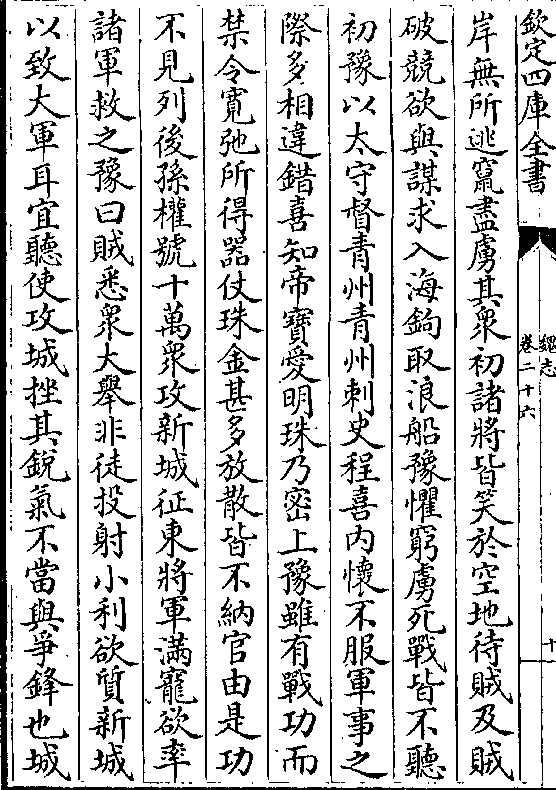 欽定四庫全書
魏志
卷二十六
十
岸無所逃竄盡虜其衆初諸將皆笑於空地待賊及賊
破競欲與謀求入海鉤取浪船豫懼窮虜死戰皆不聽
初豫以太守督青州青州刺史程喜内懷不服軍事之
際多相違錯喜知帝寶愛明珠乃密上豫雖有戰功而
禁令寛弛所得器仗珠金甚多放散皆不納官由是功
不見列後孫權號十萬衆攻新城征東將軍滿寵欲率
諸軍救之豫曰賊悉衆大舉非徒投射小利欲質新城
以致大軍耳宜聽使攻城挫其銳氣不當與爭鋒也城